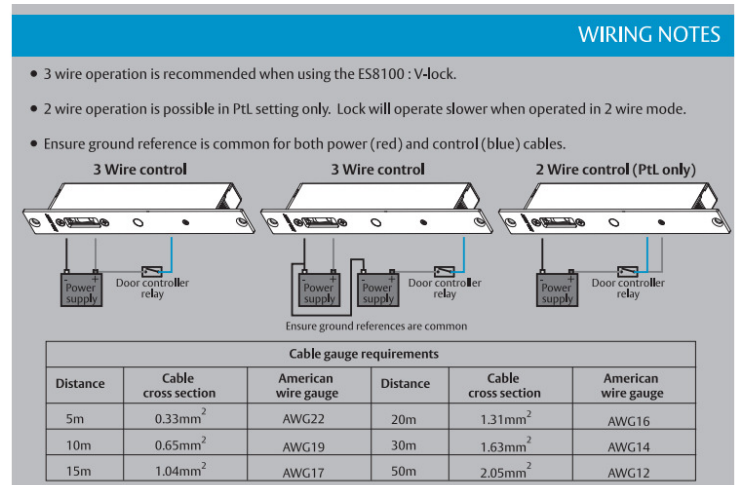 WIRING NOTES
• 3 wire operation is recommended when using the ES8100 : V-lock.
• 2 wire operation is possible in PtL setting only. Lock will operate slower when operated in 2 wire mode.
• Ensure ground reference is common for both power (red) and control (blue) cables.
3 Wire control 3 Wire control 2 Wire control (PtL only)
- + Power supply Door controller relay
- + Power supply - + Power supply Door controller relay
- + Power supply Door controller relay
Ensure ground references are common
Cable gauge requirements
Distance Cable cross section American wire gauge Distance Cable cross section American wire gauge
5m 0.33mm² AWG22 20m 1.31mm² AWG16
10m 0.65mm² AWG19 30m 1.63mm² AWG14
15m 1.04mm² AWG17 50m 2.05mm² AWG12